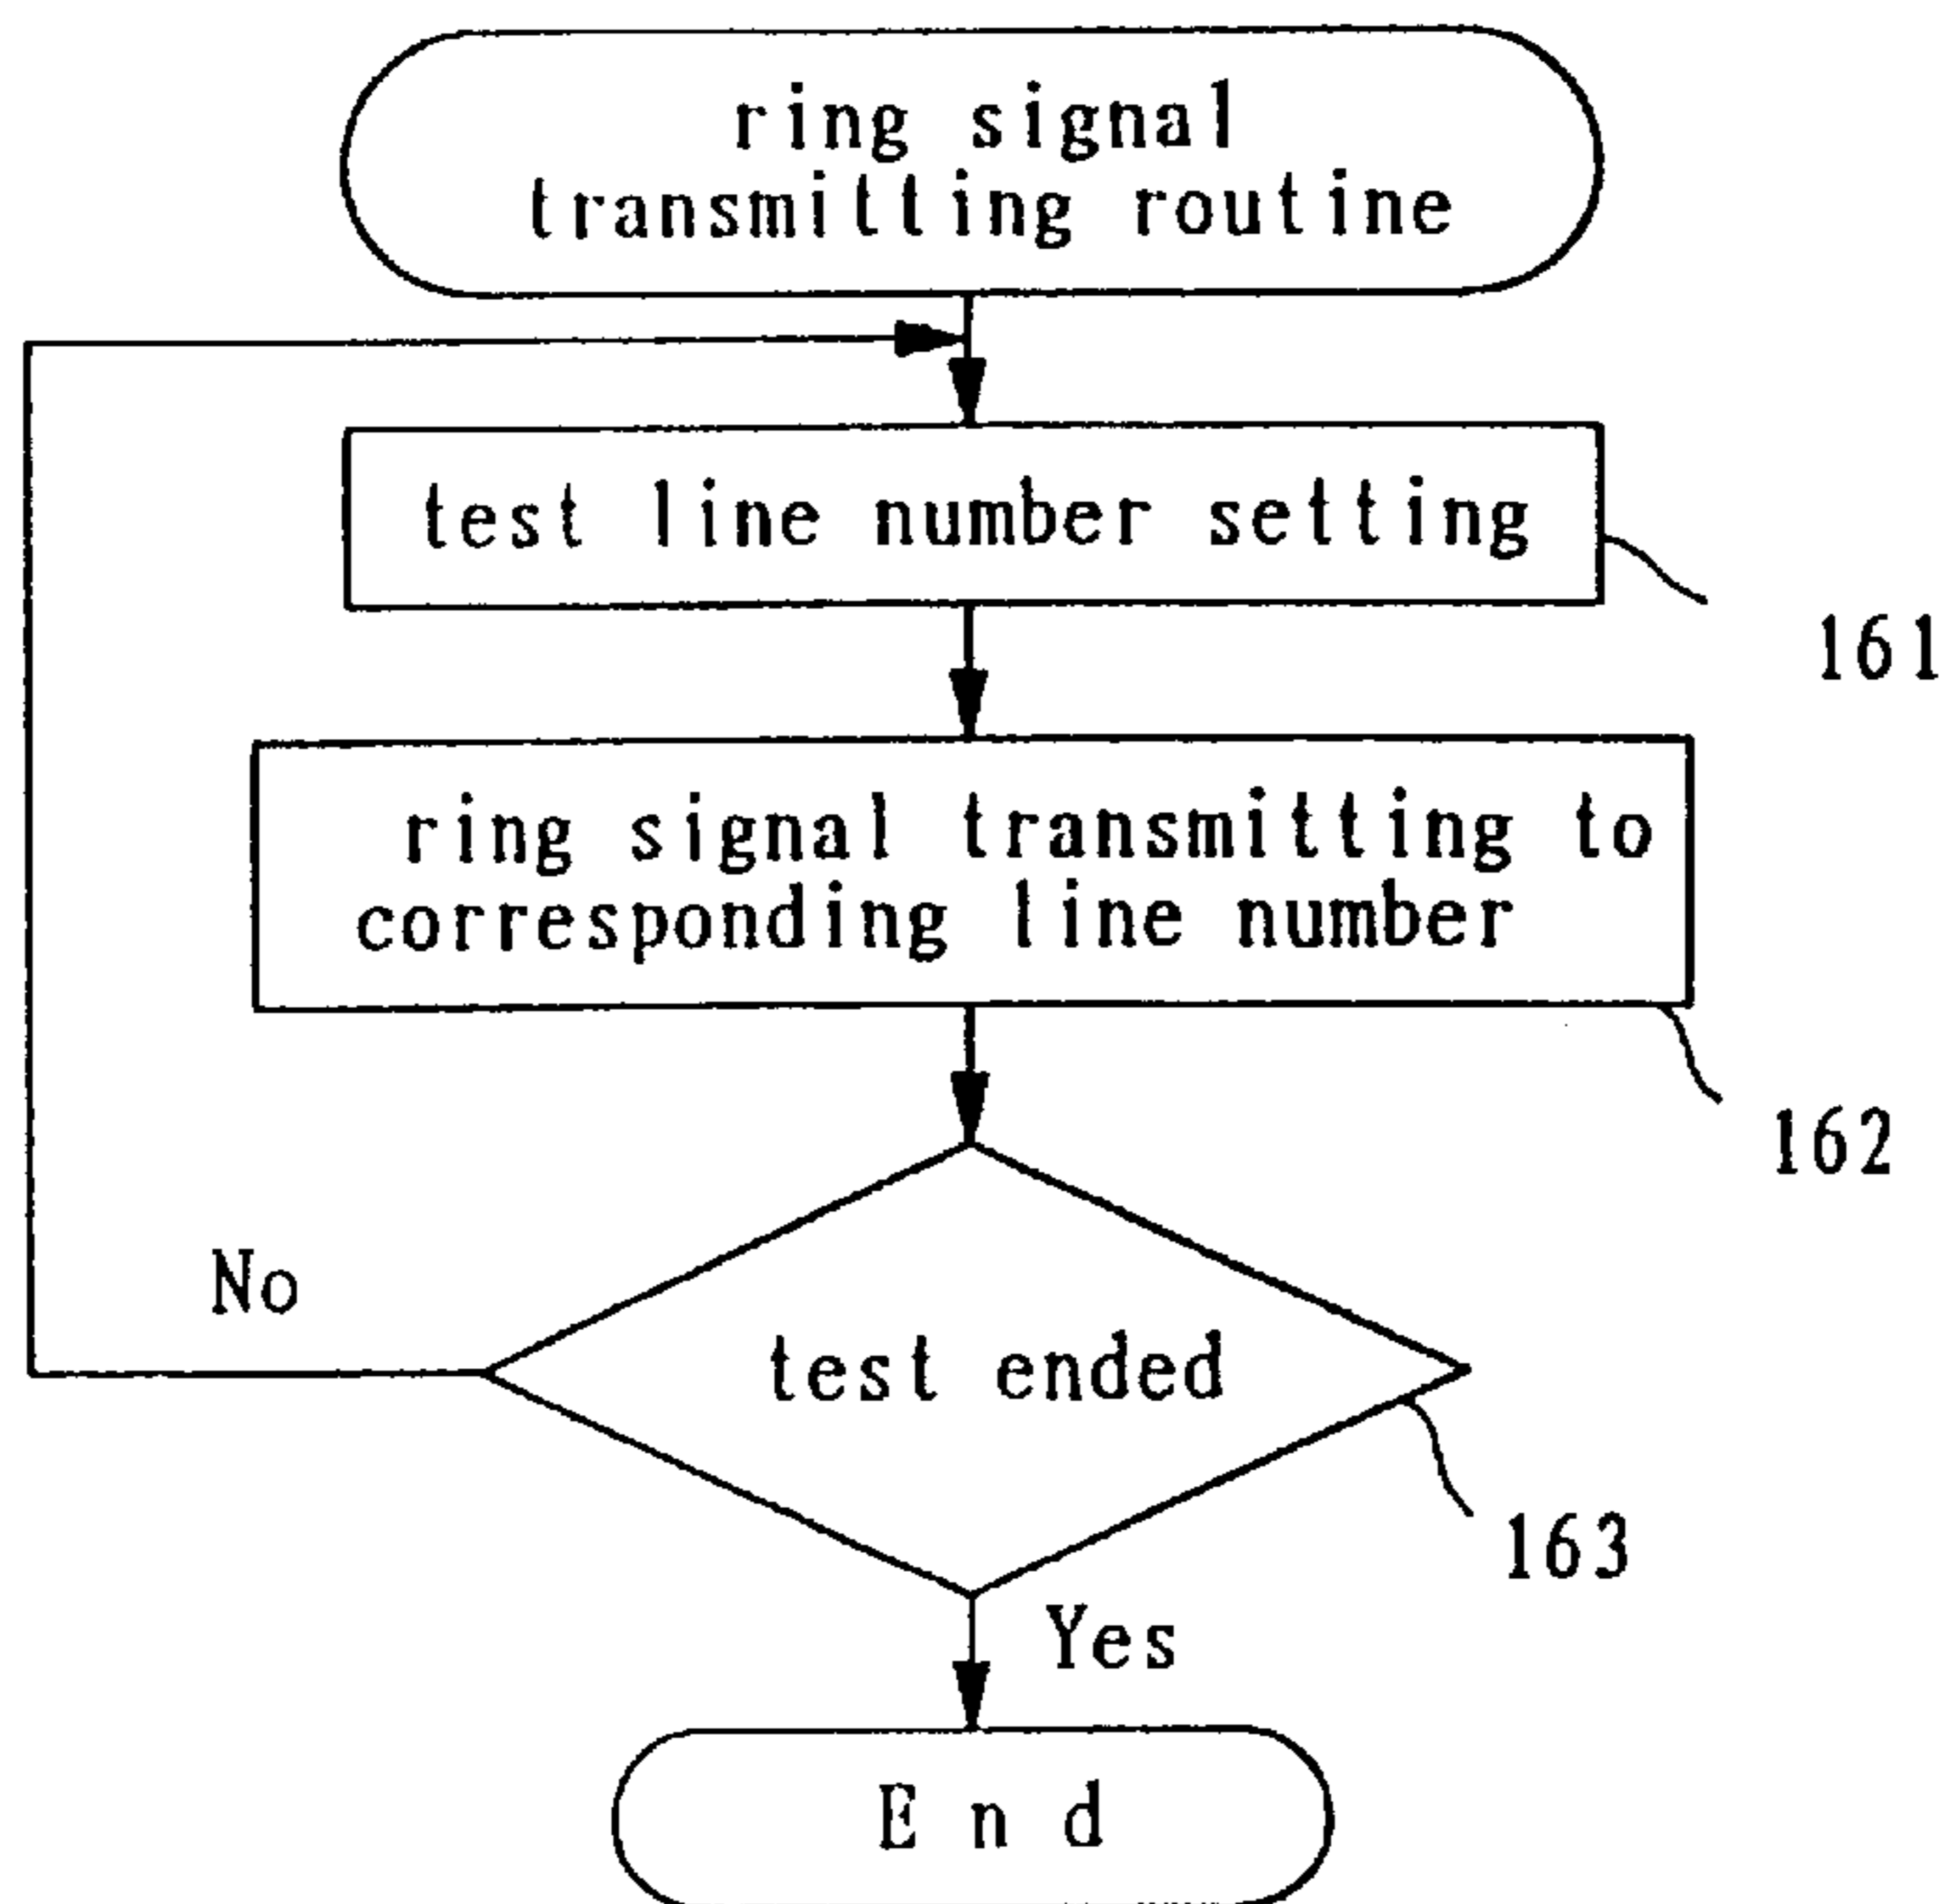 ring signal
transmitting routine
test line number setting
161
ring signal transmitting to
corresponding line number
162
No
test ended
163
Yes
End